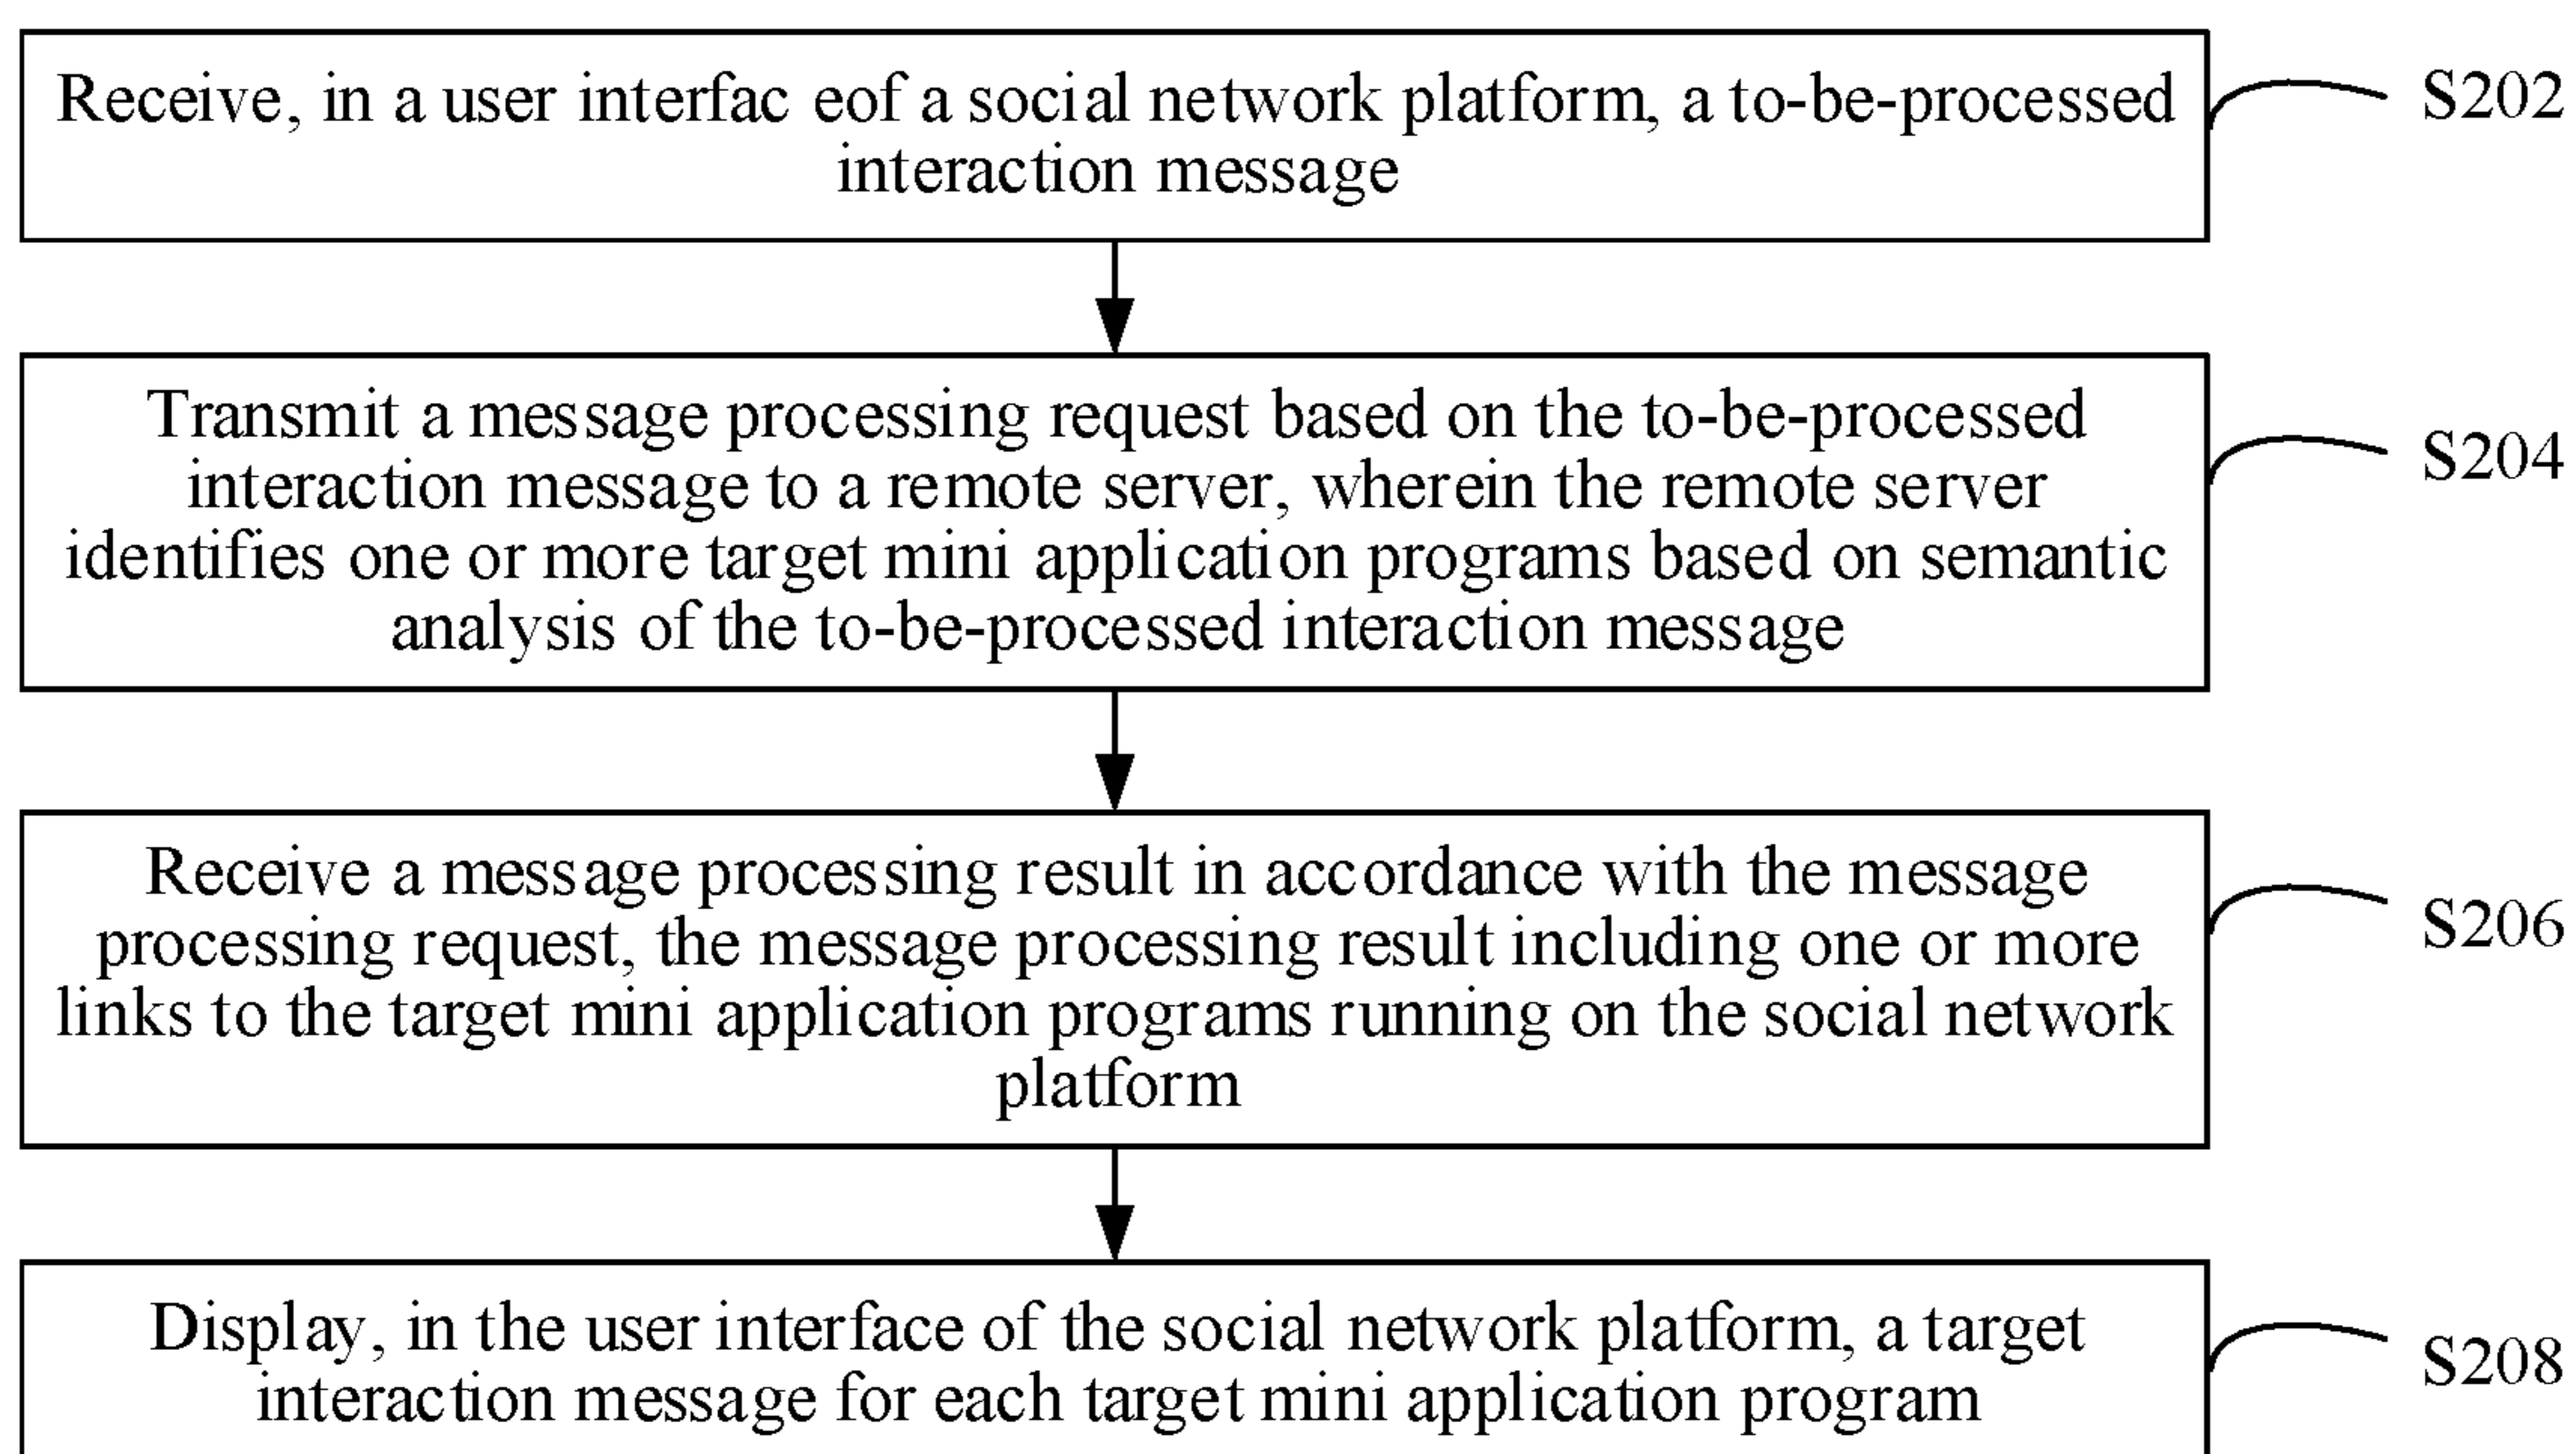 Receive, in a user interfac eof a social network platform, a to-be-processed
interaction message
S202
Transmit a message processing request based on the to-be-processed
interaction message to a remote server, wherein the remote server
identifies one or more target mini application programs based on semantic
analysis of the to-be-processed interaction message
S204
Receive a message processing result in accordance with the message
processing request, the message processing result including one or more
links to the target mini application programs running on the social network
platform
S206
Display, in the user interface of the social network platform, a target
interaction message for each target mini application program
S208